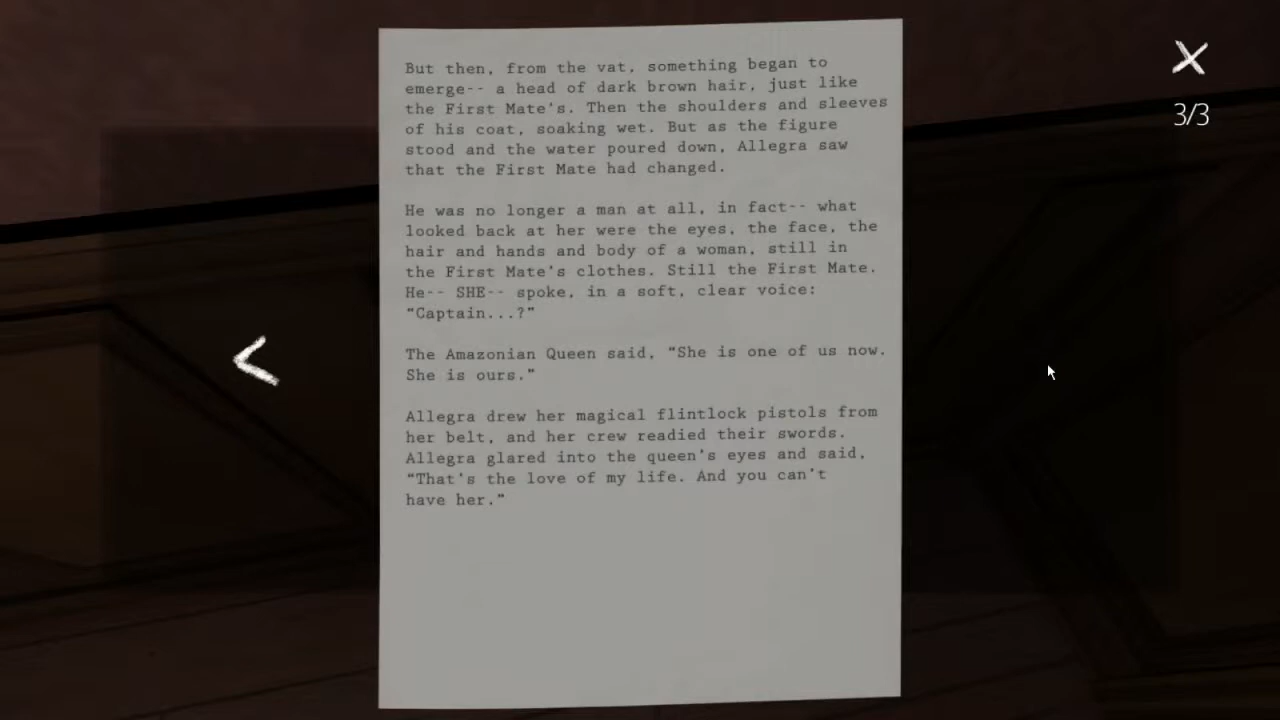 But then, from the vat, something began to
emerge-- a head of dark brown hair, just like
the First Mate's. Then the shoulders and sleeves
of his coat, soaking wet. But as the figure
stood and the water poured down, Allegra saw
that the First Mate had changed.
He was no longer a man at all, in fact-- what
looked back at her were the eyes, the face, the
hair and hands and body of a woman, still in
the First Mate's clothes. Still the First Mate.
He-- SHE-- spoke, in a soft, clear voice:
“Captain...?”
The Amazonian Queen said, “She is one of us now.
She is ours.”
Allegra drew her magical flintlock pistols from
her belt, and her crew readied their swords.
Allegra glared into the queen's eyes and said,
“That's the love of my life. And you can't
have her.”
3/3